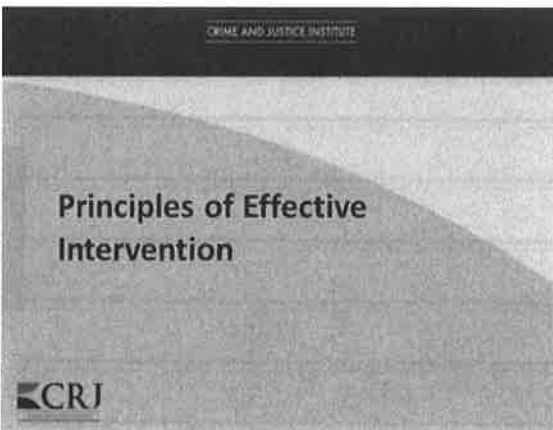 CRIME AND JUSTICE INSTITUTE
Principles of Effective
Intervention
CRJ